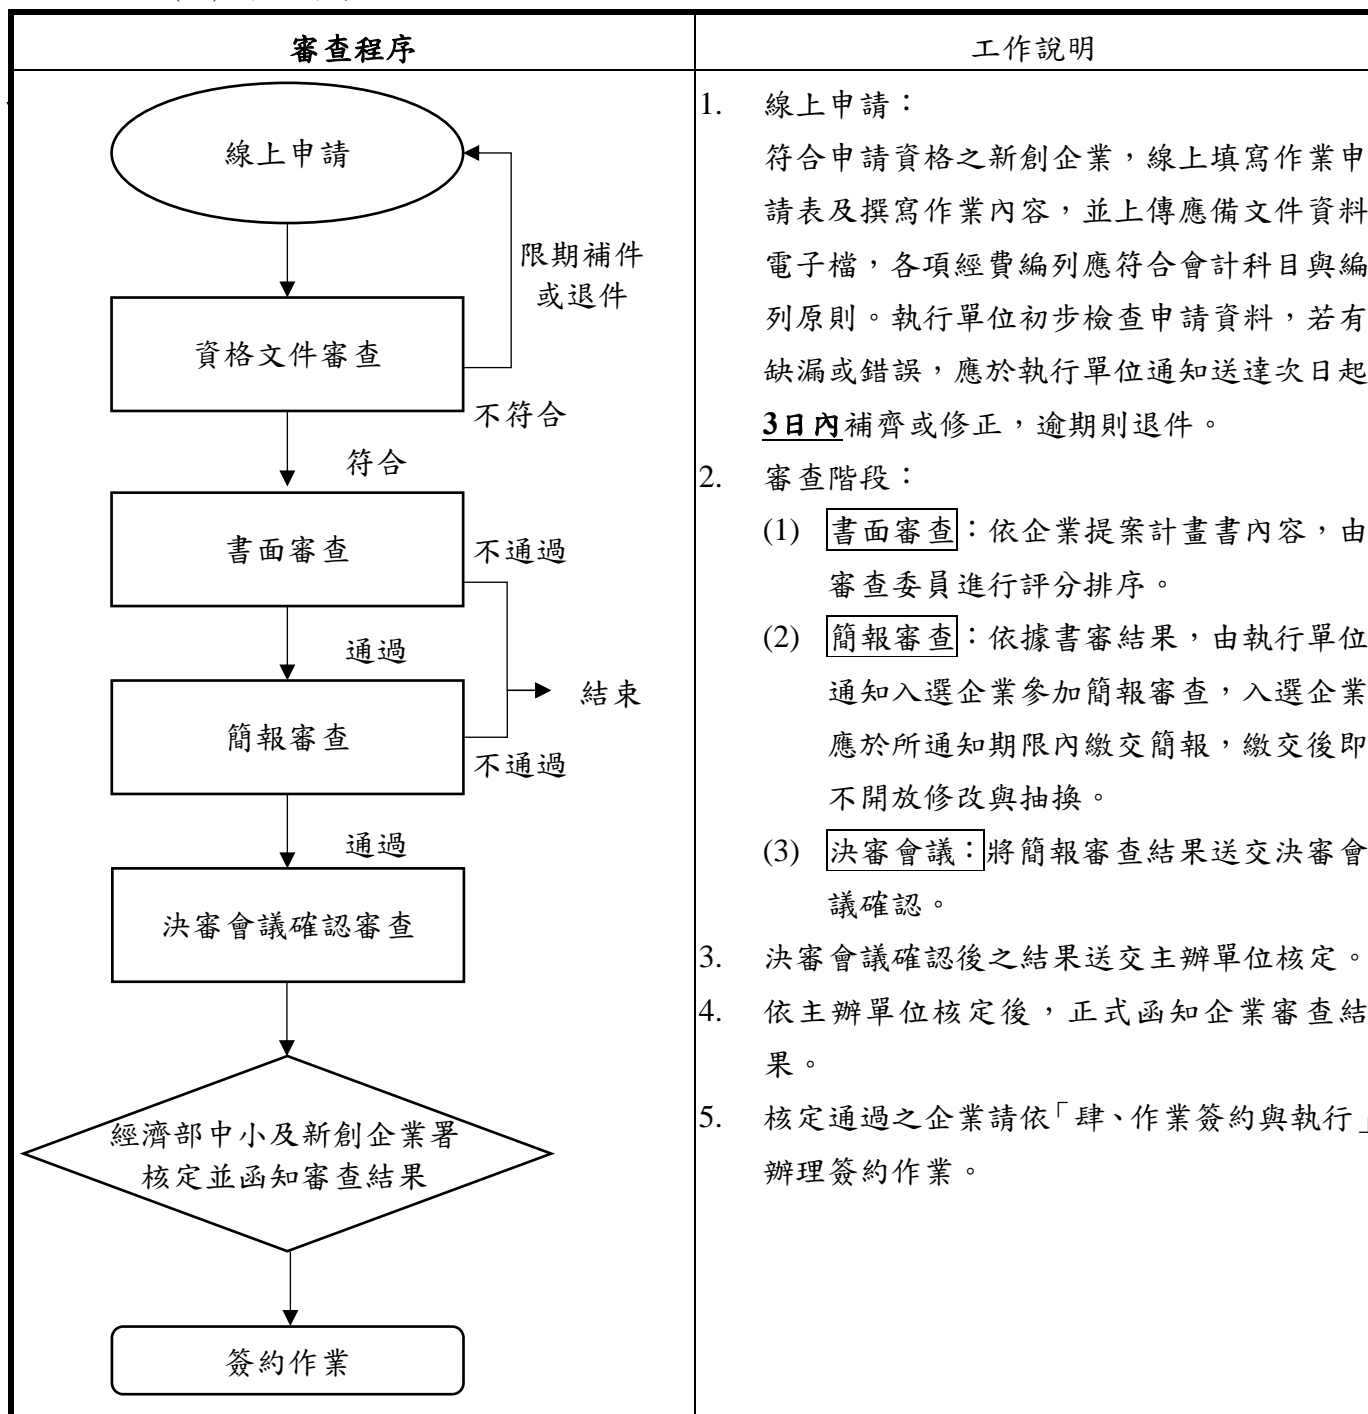 審查程序
線上申請
限期補件
或退件
資格文件審查
不符合
符合
書面審查
不通過
通過
結束
簡報審查
不通過
通過
決審會議確認審查
經濟部中小及新創企業署
核定並函知審查結果
簽約作業
工作說明
1. 線上申請：
符合申請資格之新創企業，線上填寫作業申
請表及撰寫作業內容，並上傳應備文件資料
電子檔，各項經費編列應符合會計科目與編
列原則。執行單位初步檢查申請資料，若有
缺漏或錯誤，應於執行單位通知送達次日起
3日內補齊或修正，逾期則退件。
2. 審查階段：
(1) 書面審查：依企業提案計畫書內容，由
審查委員進行評分排序。
(2) 簡報審查：依據書審結果，由執行單位
通知入選企業參加簡報審查，入選企業
應於所通知期限內繳交簡報，繳交後即
不開放修改與抽換。
(3) 決審會議：將簡報審查結果送交決審會
議確認。
3. 決審會議確認後之結果送交主辦單位核定。
4. 依主辦單位核定後，正式函知企業審查結
果。
5. 核定通過之企業請依「肆、作業簽約與執行」
辦理簽約作業。